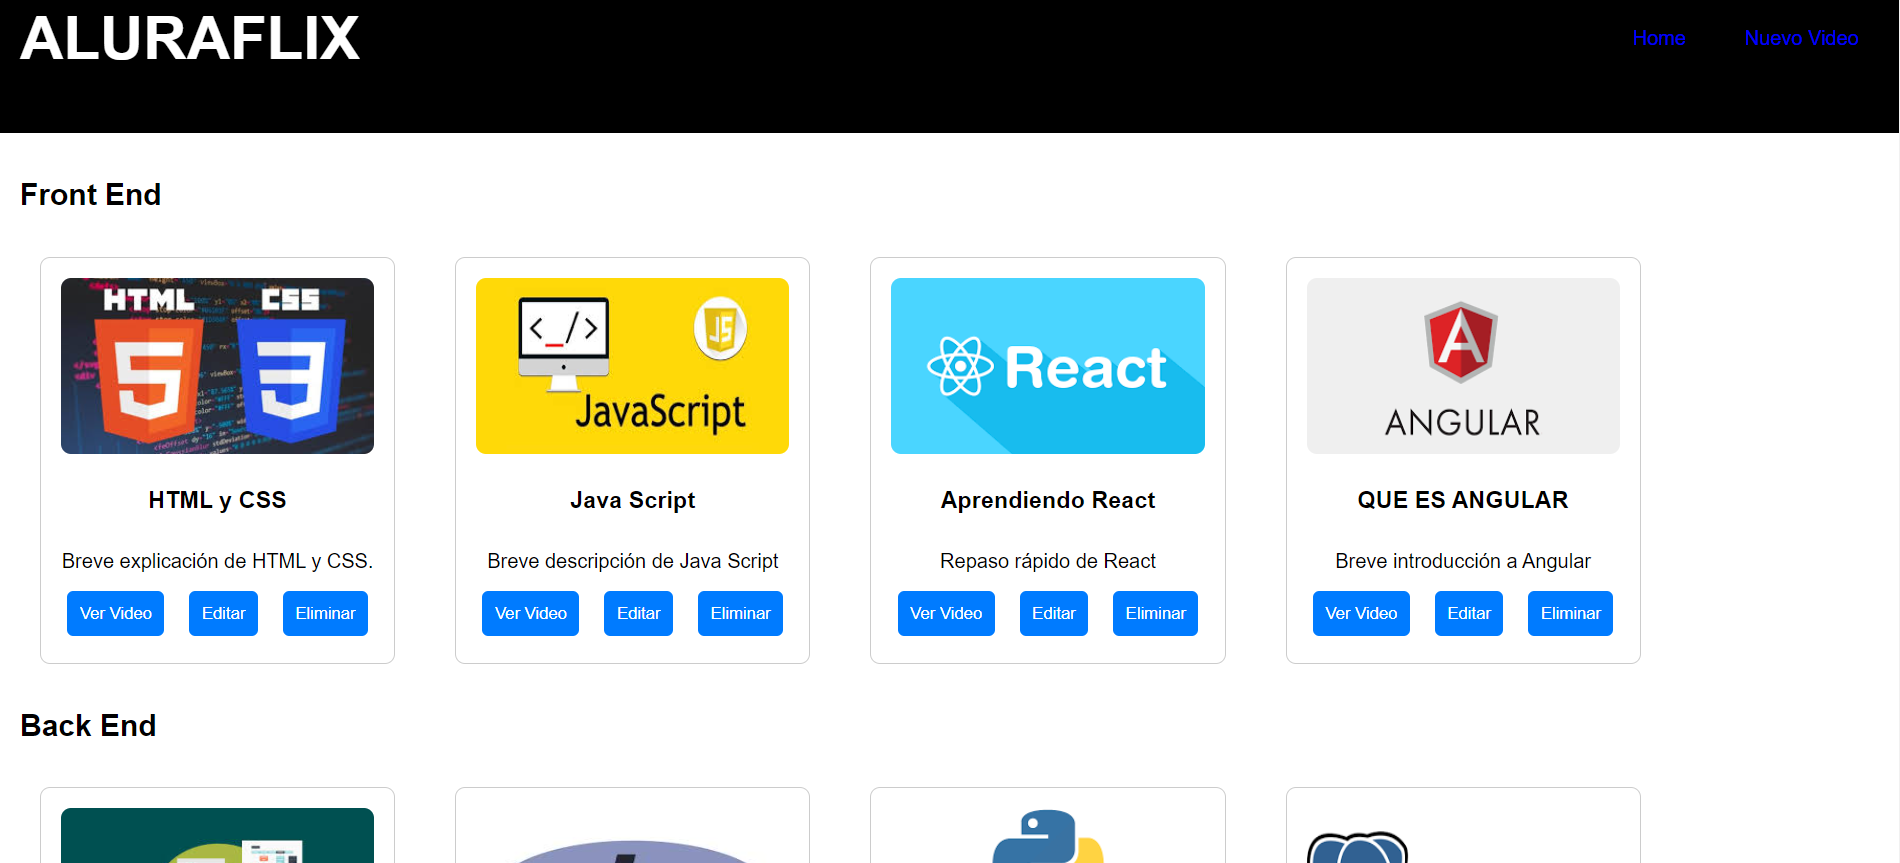 ALURAFLIX
Home
Nuevo Video
Front End
HTML CSS
5 3
<_/>
JS
JavaScript
React
A
ANGULAR
HTML y CSS
Java Script
Aprendiendo React
QUE ES ANGULAR
Breve explicación de HTML y CSS.
Breve descripción de Java Script
Repaso rápido de React
Breve introducción a Angular
Ver Video Editar Eliminar
Ver Video Editar Eliminar
Ver Video Editar Eliminar
Ver Video Editar Eliminar
Back End